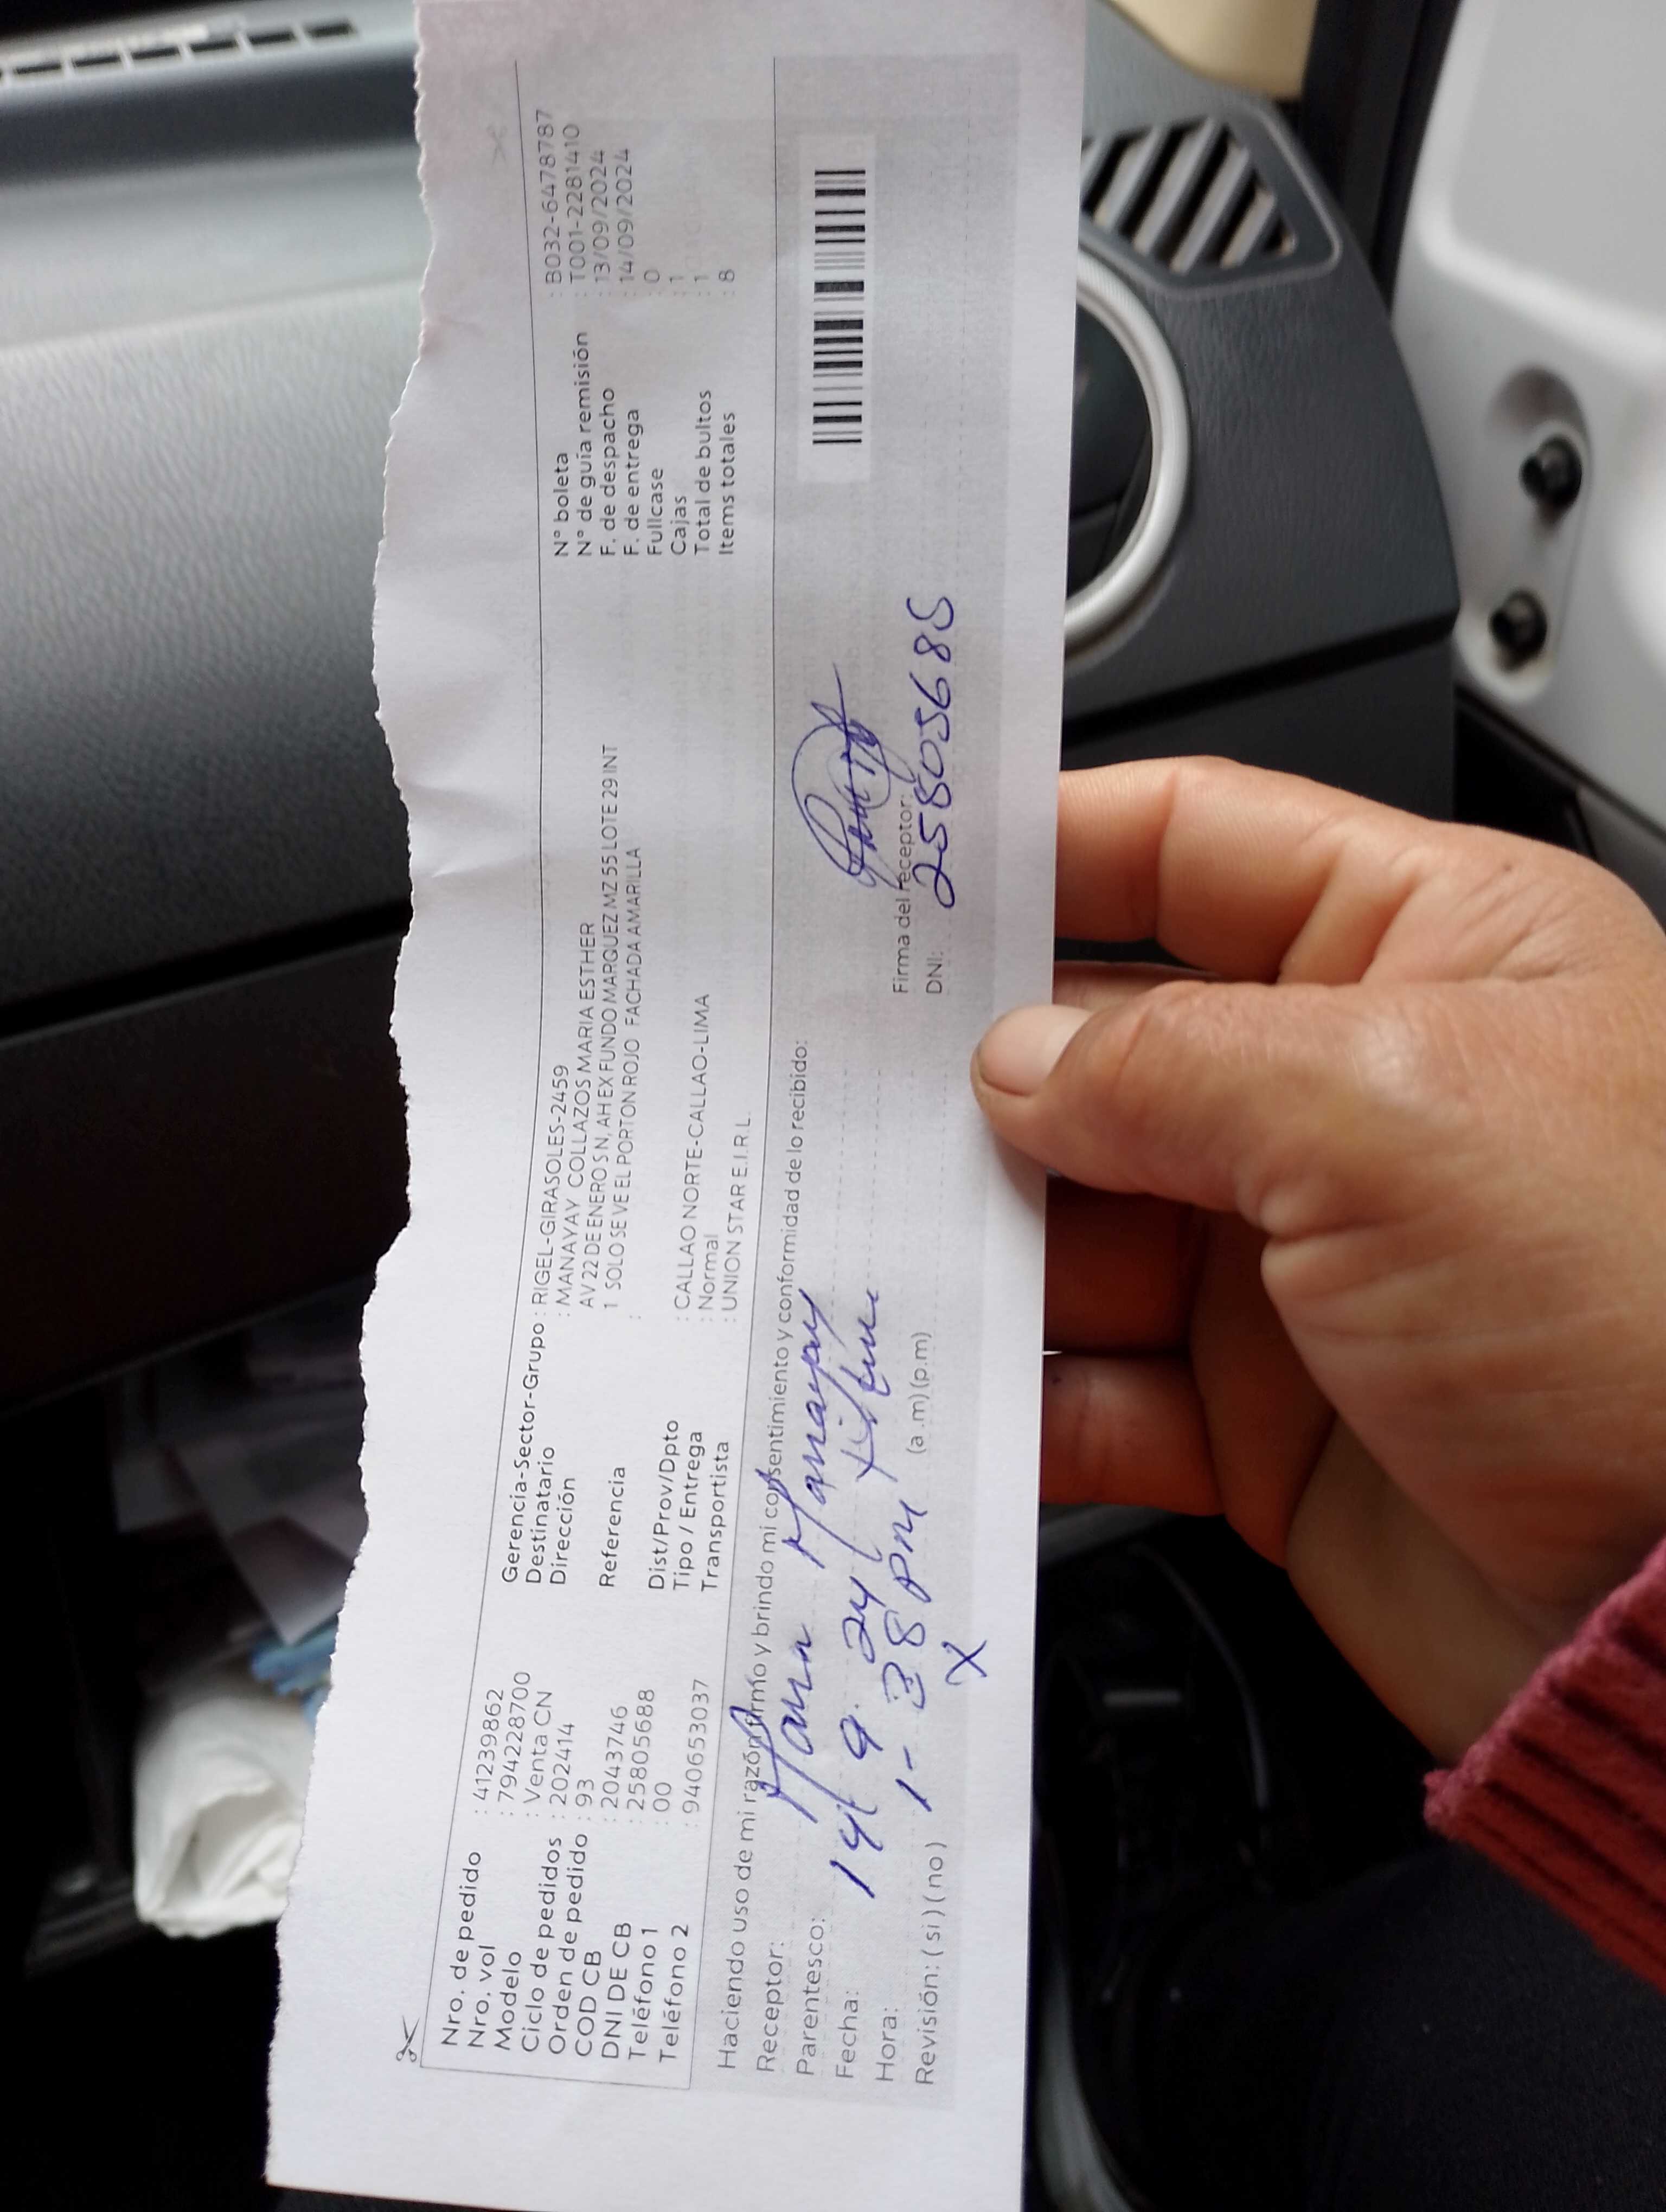 Nro. de pedido : 41239862
Nro. vol : 794228700
Modelo : Venta CN
Ciclo de pedidos : 202414
Orden de pedido : 93
COD CB : 2043746
DNI DE CB : 25805688
Teléfono 1 : 00
Teléfono 2 : 940653037
Gerencia-Sector-Grupo : RIGEL-GIRASOLES-2459
Destinatario : MANAYAY COLLAZOS MARIA ESTHER
Dirección AV 22 DE ENERO S N, AH EX FUNDO MARQUEZ MZ 55 LOTE 29 INT
1 SOLO SE VE EL PORTON ROJO FACHADA AMARILLA
Referencia :
Dist/Prov/Dpto : CALLAO NORTE-CALLAO-LIMA
Tipo / Entrega : Normal
Transportista : UNION STAR E.I.R.L.
N° boleta : B032-6478787
N° de guía remisión : T001-2281410
F. de despacho : 13/09/2024
F. de entrega : 14/09/2024
Fullcase : 0
Cajas : 1
Total de bultos : 1
Items totales : 8
Haciendo uso de mi razón firmo y brindo mi consentimiento y conformidad de lo recibido:
Receptor: Maria Manayay
Parentesco:
Fecha: 14 9. 24
Hora: 1-38 pm (a.m) (p.m)
Revisión: (si) (no) X
Firma del receptor:
DNI: 25805688